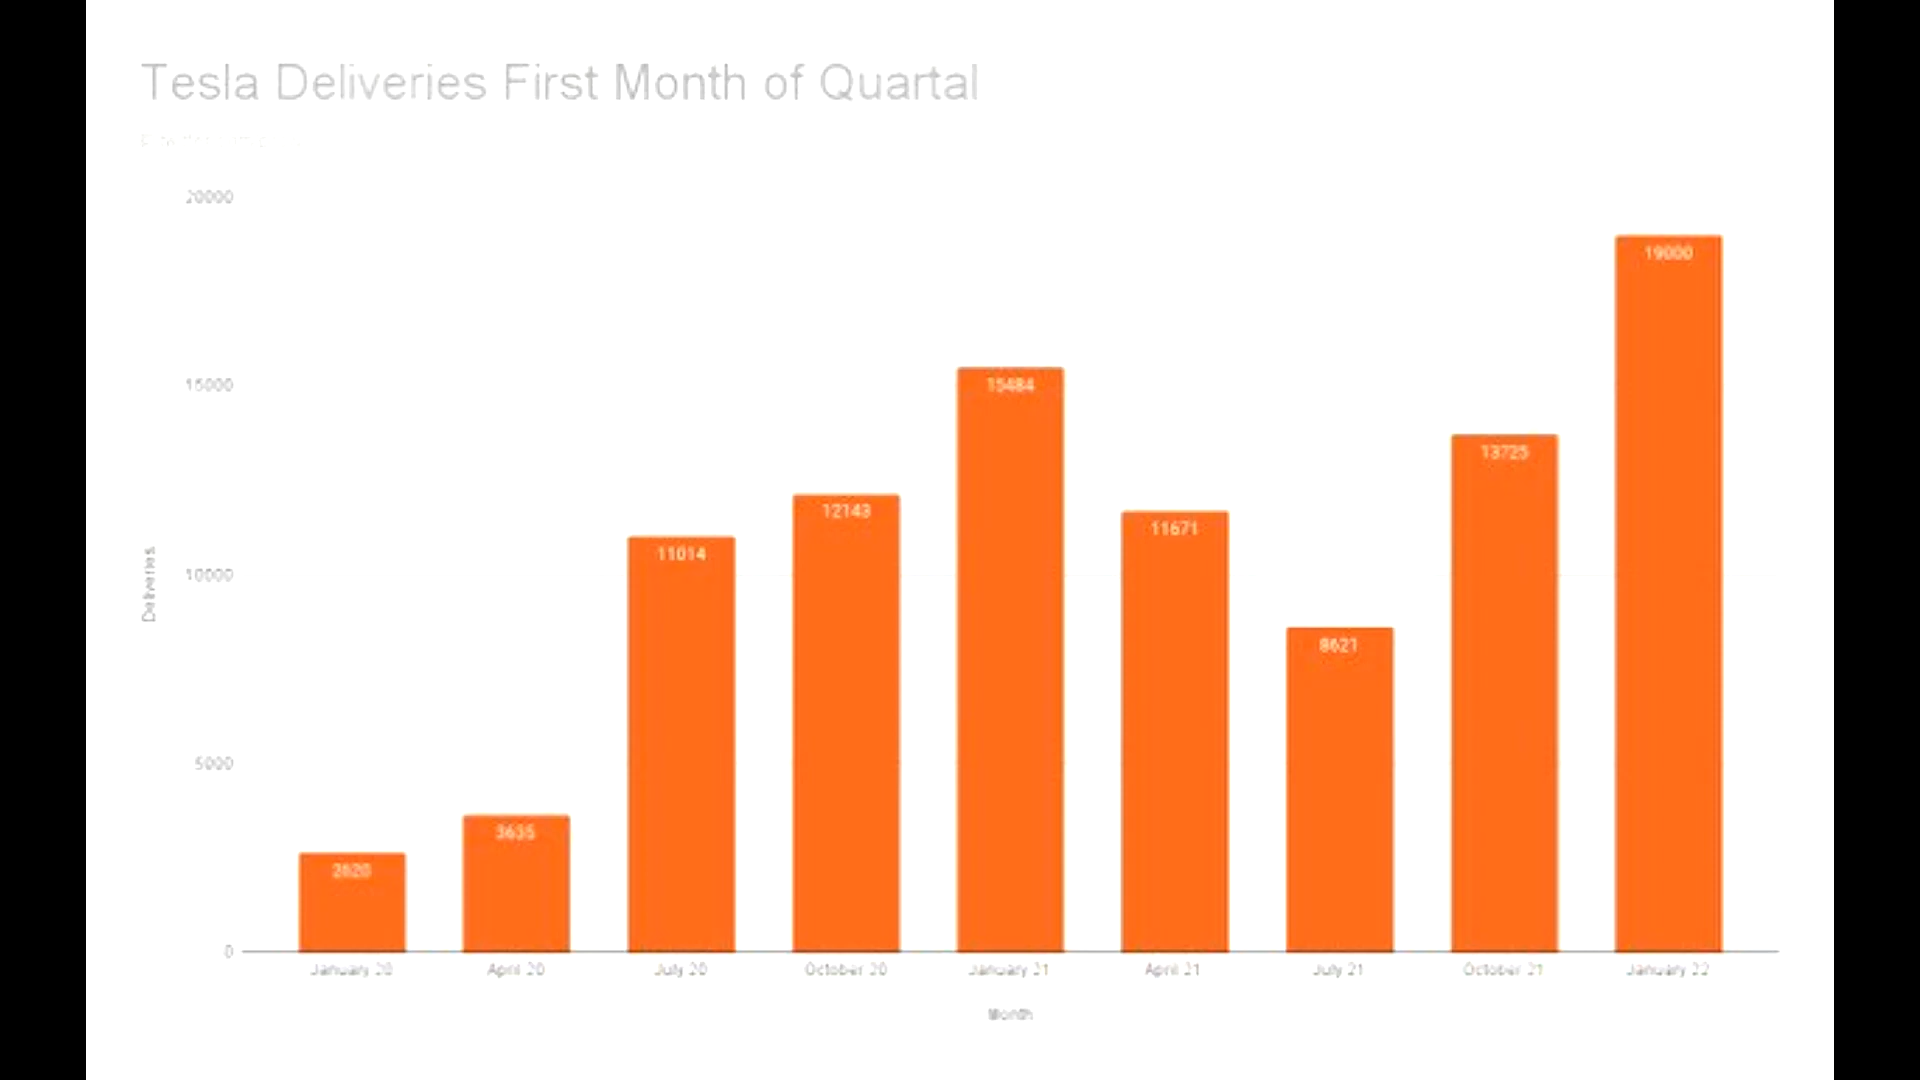 Tesla Deliveries First Month of Quartal
20000
15000
10000
5000
0
Deliveries
2620
3635
11014
12143
15484
11671
8621
13725
19000
January 20
April 20
July 20
October 20
January 21
April 21
July 21
October 21
January 22
Month